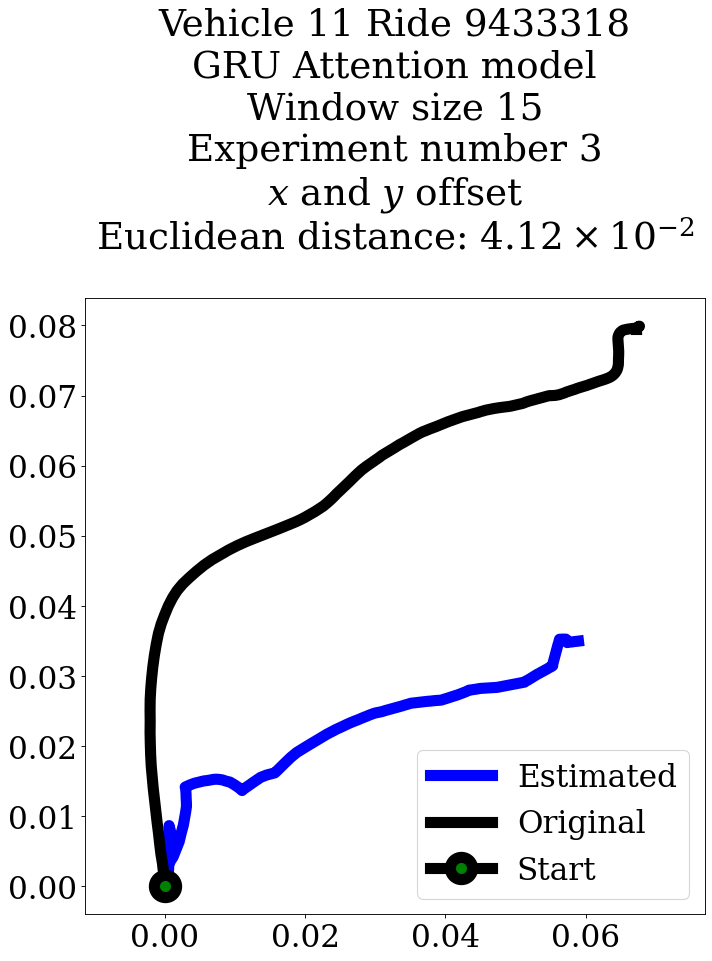 Vehicle 11 Ride 9433318
GRU Attention model
Window size 15
Experiment number 3
x and y offset
Euclidean distance: 4.12 × 10⁻²
0.08
0.07
0.06
0.05
0.04
0.03
0.02
0.01
0.00
Estimated
Original
Start
0.00 0.02 0.04 0.06